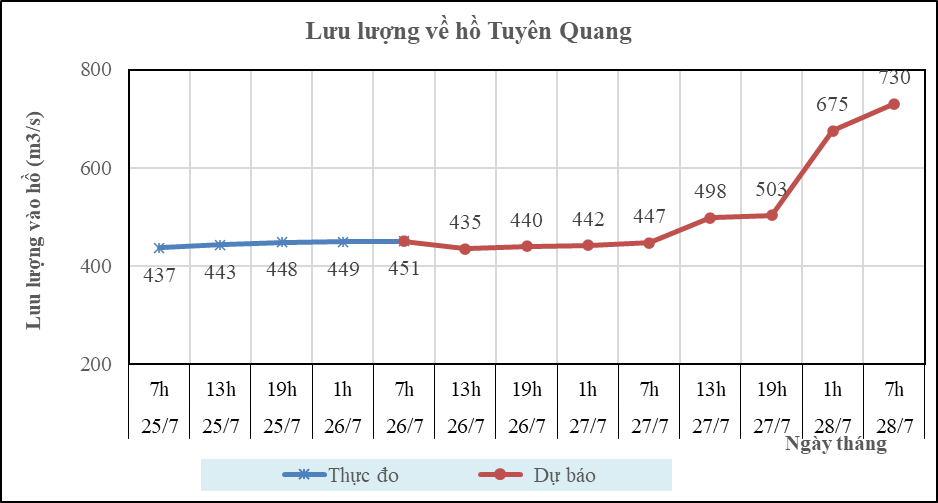 Lưu lượng về hồ Tuyên Quang
Lưu lượng vào hồ (m3/s)
800
600
400
200
437 443 448 449 451 435 440 442 447 498 503 675 730
7h 13h 19h 1h 7h 13h 19h 1h 7h 13h 19h 1h 7h
25/7 25/7 25/7 26/7 26/7 26/7 26/7 27/7 27/7 27/7 27/7 28/7 28/7
Ngày tháng
Thực đo Dự báo